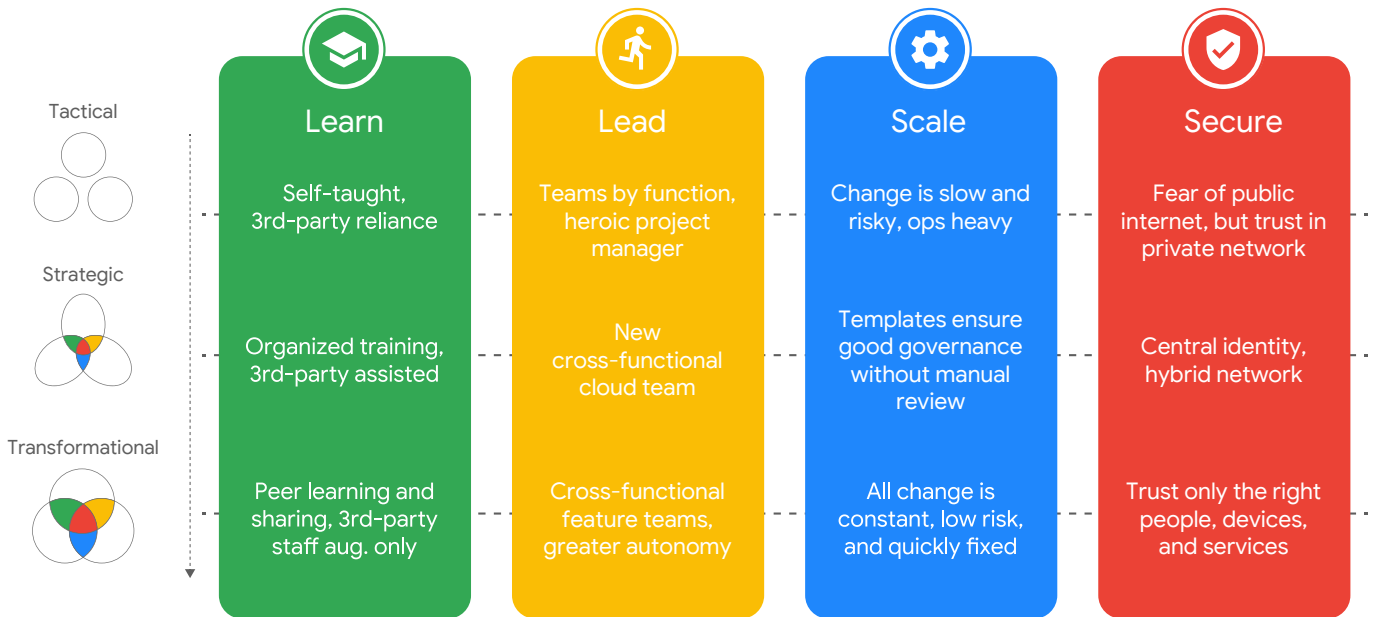 Learn
Lead
Scale
Secure
Tactical
Self-taught,
3rd-party reliance
Teams by function,
heroic project
manager
Change is slow and
risky, ops heavy
Fear of public
internet, but trust in
private network
Strategic
Organized training,
3rd-party assisted
New
cross-functional
cloud team
Templates ensure
good governance
without manual
review
Central identity,
hybrid network
Transformational
Peer learning and
sharing, 3rd-party
staff aug. only
Cross-functional
feature teams,
greater autonomy
All change is
constant, low risk,
and quickly fixed
Trust only the right
people, devices,
and services